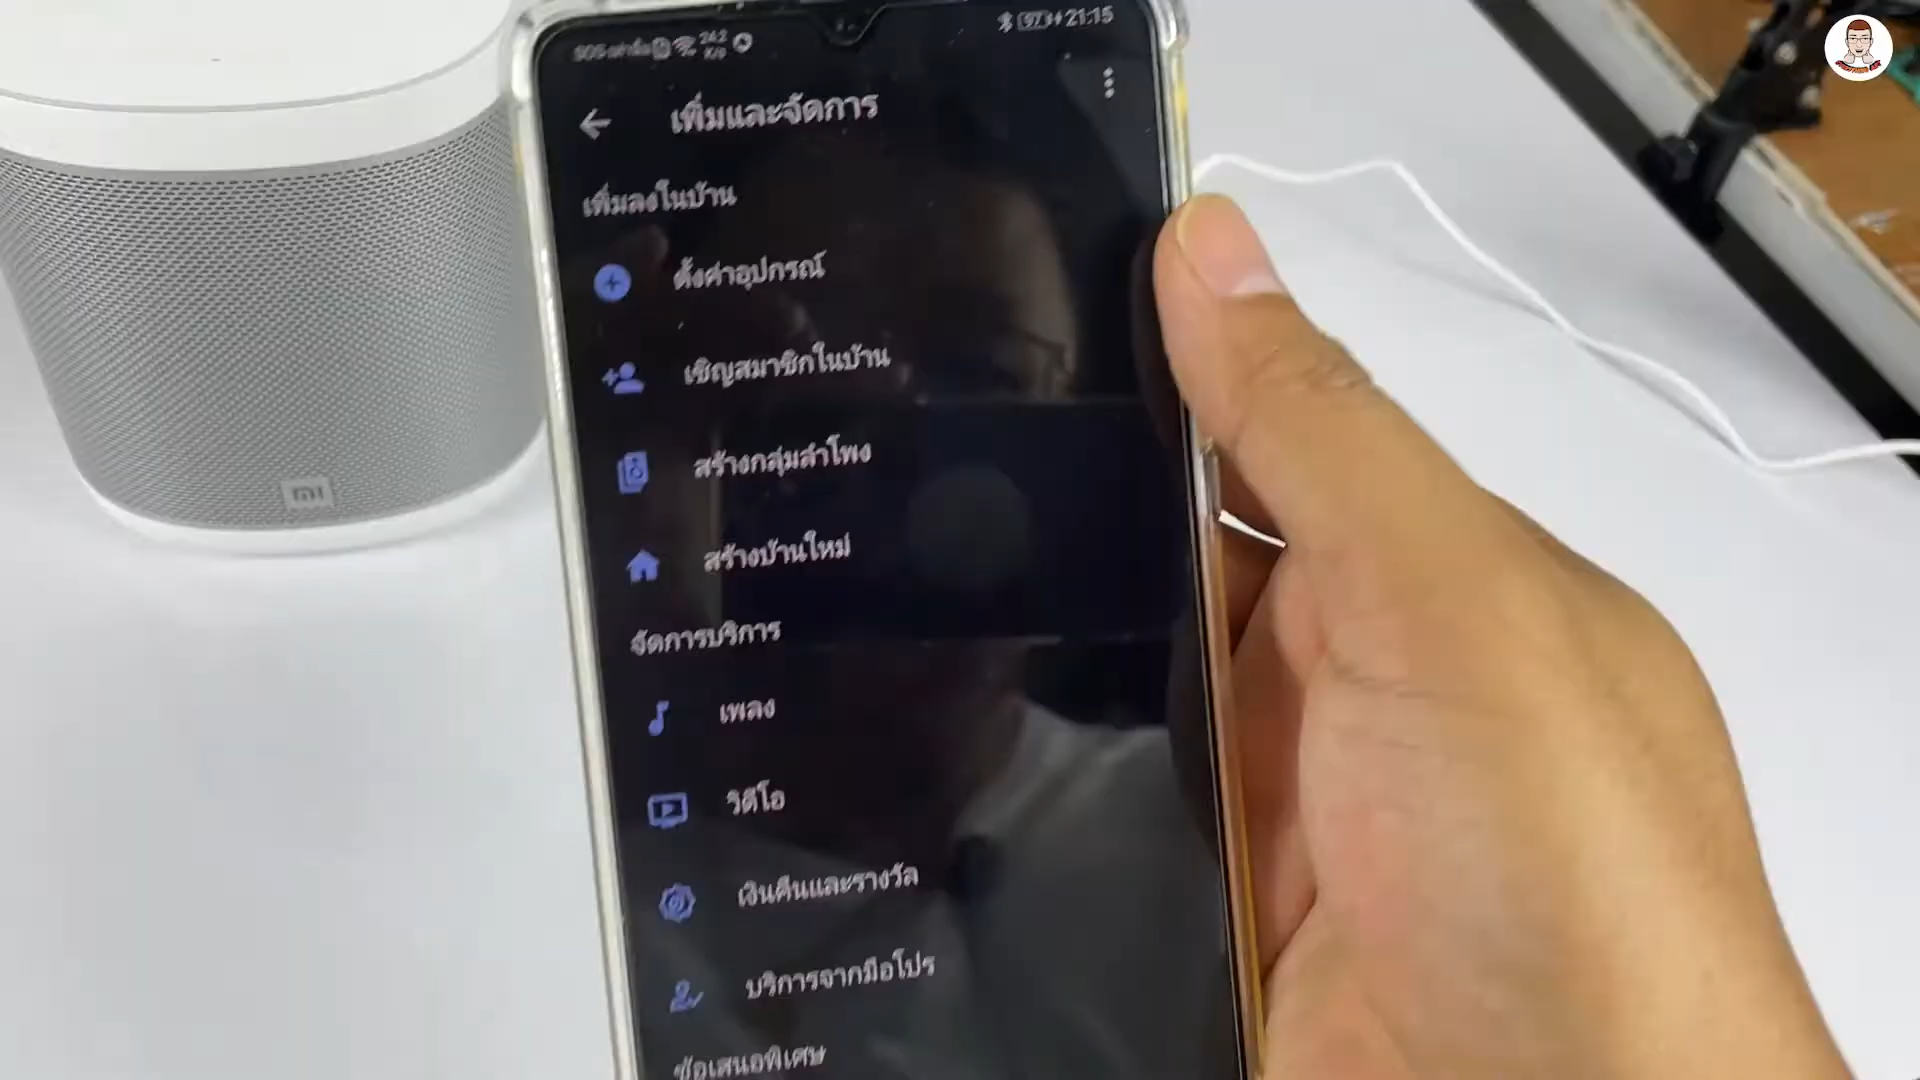 24.2
K/s
97
21:15
เพิ่มและจัดการ
เพิ่มลงในบ้าน
ตั้งค่าอุปกรณ์
เชิญสมาชิกในบ้าน
สร้างกลุ่มลำโพง
สร้างบ้านใหม่
จัดการบริการ
เพลง
วิดีโอ
เงินคืนและรางวัล
บริการจากมือโปร
ข้อเสนอพิเศษ
mi